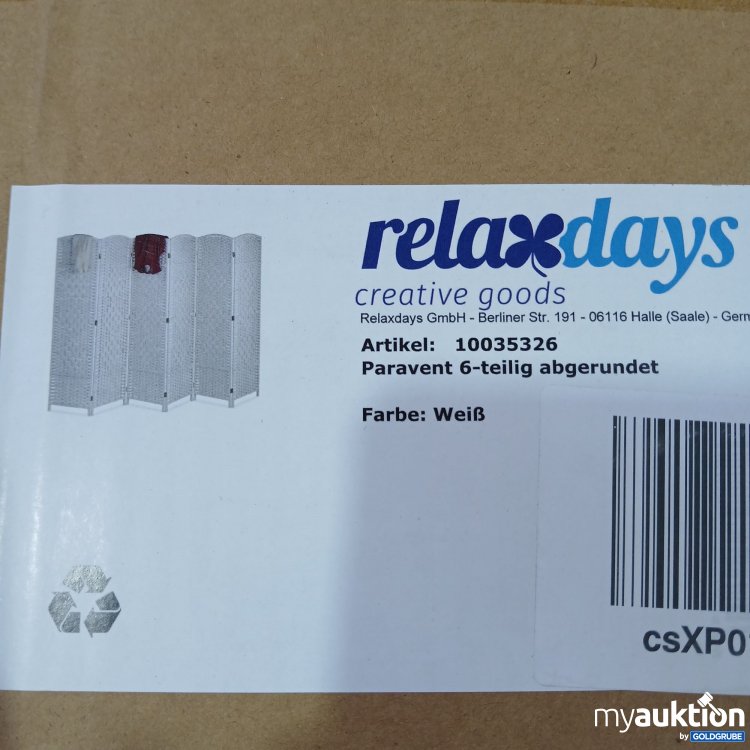 relaxdays
creative goods
Relaxdays GmbH - Berliner Str. 191 - 06116 Halle (Saale) - Germ
Artikel: 10035326
Paravent 6-teilig abgerundet
Farbe: Weiß
csXP0
myauktion
by GOLDGRUBE